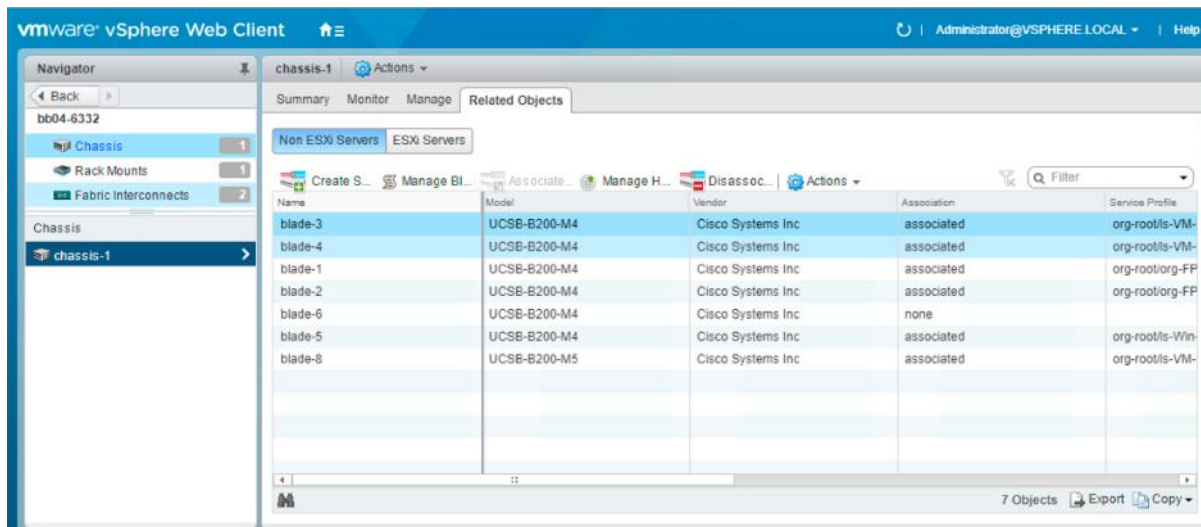 vmware® vSphere Web Client
Administrator@VSPHERE.LOCAL | Help
Navigator
Back
bb04-6332
Chassis 1
Rack Mounts 1
Fabric Interconnects 2
Chassis
chassis-1
chassis-1 Actions
Summary Monitor Manage Related Objects
Non ESXi Servers ESXi Servers
Create S... Manage Bl... Associate... Manage H... Disassoc... | Actions Filter
Name Model Vendor Association Service Profile
blade-3 UCSB-B200-M4 Cisco Systems Inc associated org-root/ls-VM-
blade-4 UCSB-B200-M4 Cisco Systems Inc associated org-root/ls-VM-
blade-1 UCSB-B200-M4 Cisco Systems Inc associated org-root/org-FP
blade-2 UCSB-B200-M4 Cisco Systems Inc associated org-root/org-FP
blade-6 UCSB-B200-M4 Cisco Systems Inc none
blade-5 UCSB-B200-M4 Cisco Systems Inc associated org-root/ls-Win-
blade-8 UCSB-B200-M5 Cisco Systems Inc associated org-root/ls-VM-
7 Objects Export Copy